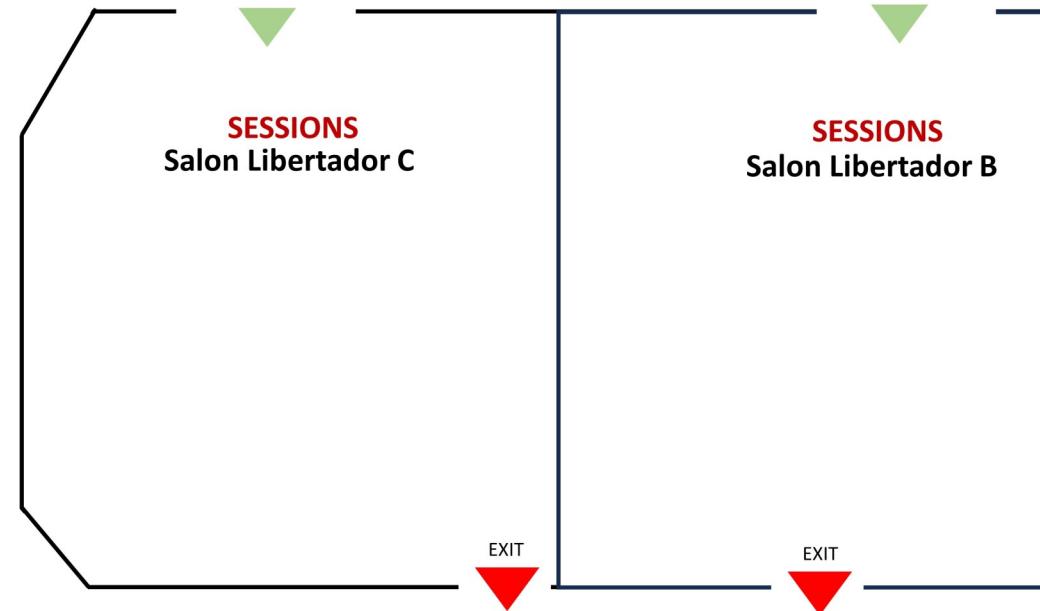 SESSIONS
Salon Libertador C
SESSIONS
Salon Libertador B
EXIT
EXIT